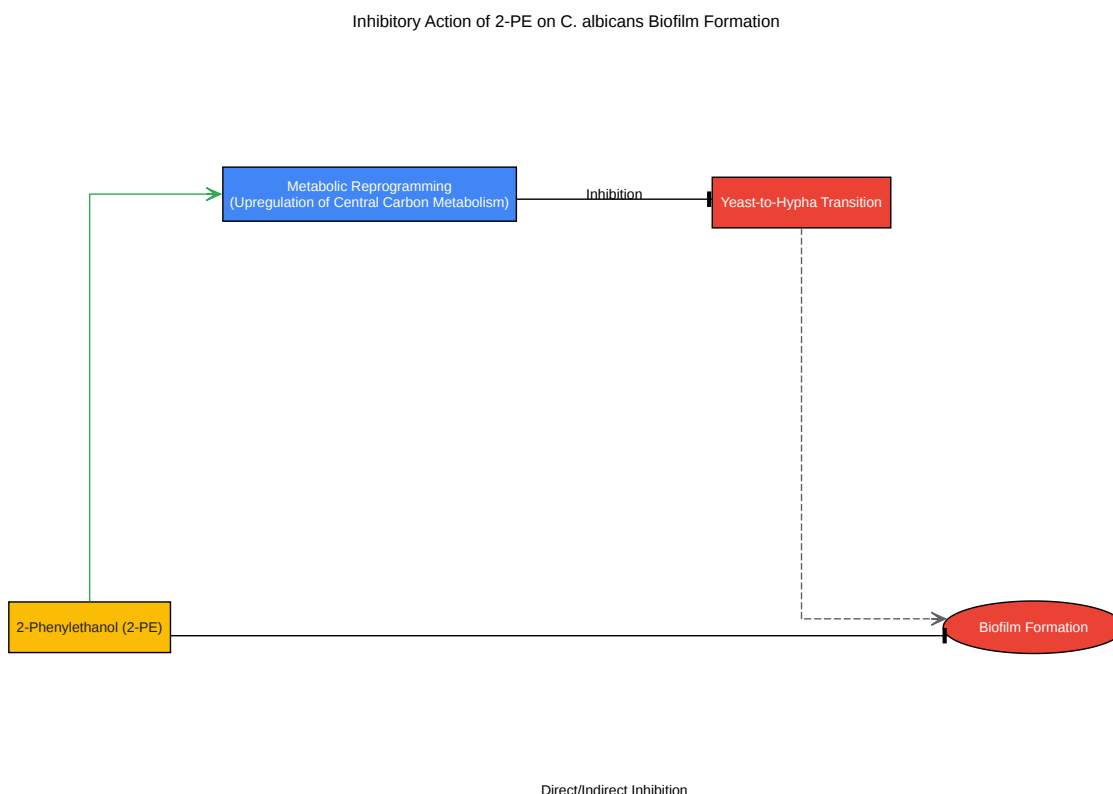 Inhibitory Action of 2-PE on C. albicans Biofilm Formation
Metabolic Reprogramming
(Upregulation of Central Carbon Metabolism)
Inhibition
Yeast-to-Hypha Transition
2-Phenylethanol (2-PE)
Biofilm Formation
Direct/Indirect Inhibition